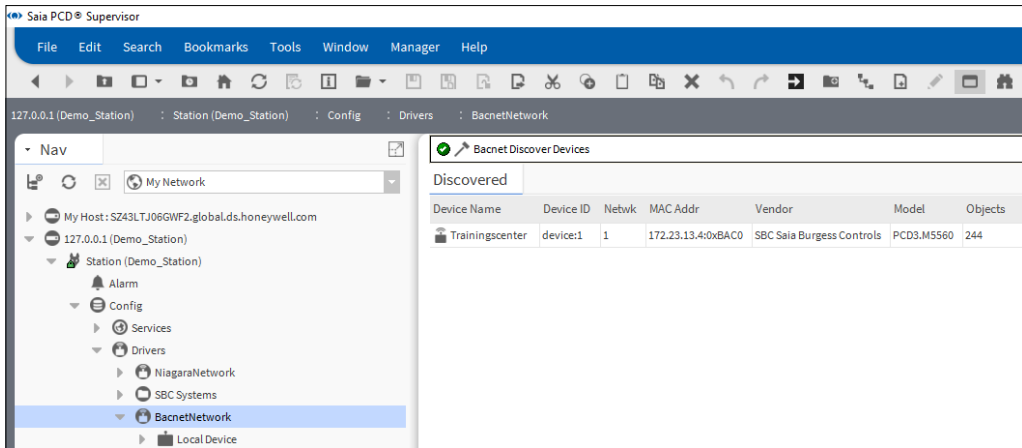 Saia PCD® Supervisor
File Edit Search Bookmarks Tools Window Manager Help
127.0.0.1 (Demo_Station) : Station (Demo_Station) : Config : Drivers : BacnetNetwork
Nav
My Network
My Host : SZ43LTJ06GWF2.global.ds.honeywell.com
127.0.0.1 (Demo_Station)
Station (Demo_Station)
Alarm
Config
Services
Drivers
NiagaraNetwork
SBC Systems
BacnetNetwork
Local Device
Bacnet Discover Devices
Discovered
Device Name Device ID Netwk MAC Addr Vendor Model Objects
Trainingscenter device:1 1 172.23.13.4:0xBAC0 SBC Saia Burgess Controls PCD3.M5560 244